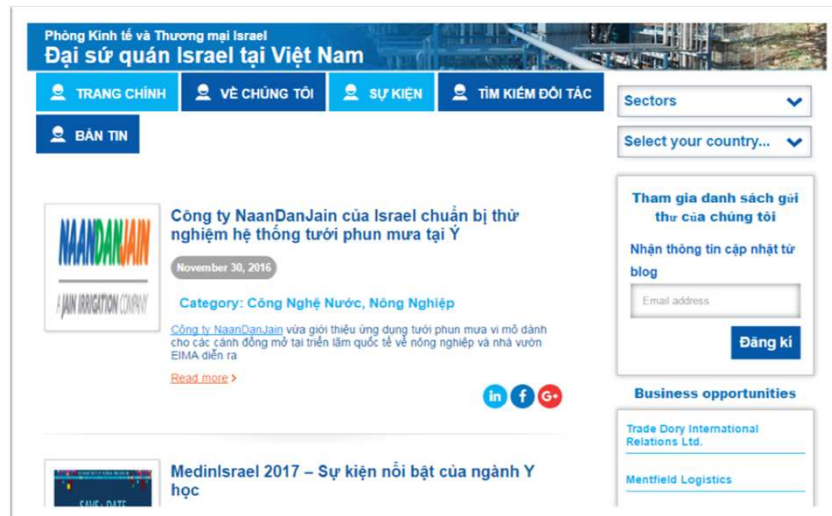 Phòng Kinh tế và Thương mại Israel
Đại sứ quán Israel tại Việt Nam
TRANG CHÍNH
VỀ CHÚNG TÔI
SỰ KIỆN
TÌM KIẾM ĐỐI TÁC
BẢN TIN
Sectors
Select your country...
Tham gia danh sách gửi
thư của chúng tôi
Nhận thông tin cập nhật từ
blog
Email address
Đăng kí
Business opportunities
Trade Dory International
Relations Ltd.
Mentfield Logistics
NAANDANJAIN
A JAIN IRRIGATION COMPANY
Công ty NaanDanJain của Israel chuẩn bị thử
nghiệm hệ thống tưới phun mưa tại Ý
November 30, 2016
Category: Công Nghệ Nước, Nông Nghiệp
Công ty NaanDanJain vừa giới thiệu ứng dụng tưới phun mưa vi mô dành
cho các cánh đồng mở tại triển lãm quốc tế về nông nghiệp và nhà vườn
EIMA diễn ra
Read more >
in f G+
SAVE DATE
MedinIsrael 2017 – Sự kiện nổi bật của ngành Y
học